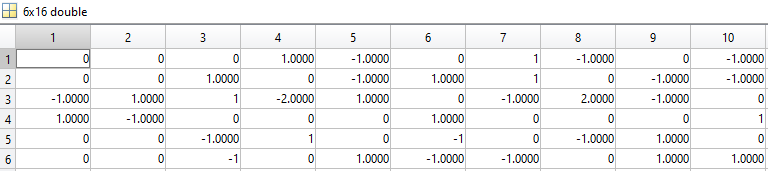 6x16 double
1 2 3 4 5 6 7 8 9 10
1 0 0 0 1.0000 -1.0000 0 1 -1.0000 0 -1.0000
2 0 0 1.0000 0 -1.0000 1.0000 1 0 -1.0000 -1.0000
3 -1.0000 1.0000 1 -2.0000 1.0000 0 -1.0000 2.0000 -1.0000 0
4 1.0000 -1.0000 0 0 0 1.0000 0 0 0 1
5 0 0 -1.0000 1 0 -1 0 -1.0000 1.0000 0
6 0 0 -1 0 1.0000 -1.0000 -1.0000 0 1.0000 1.0000